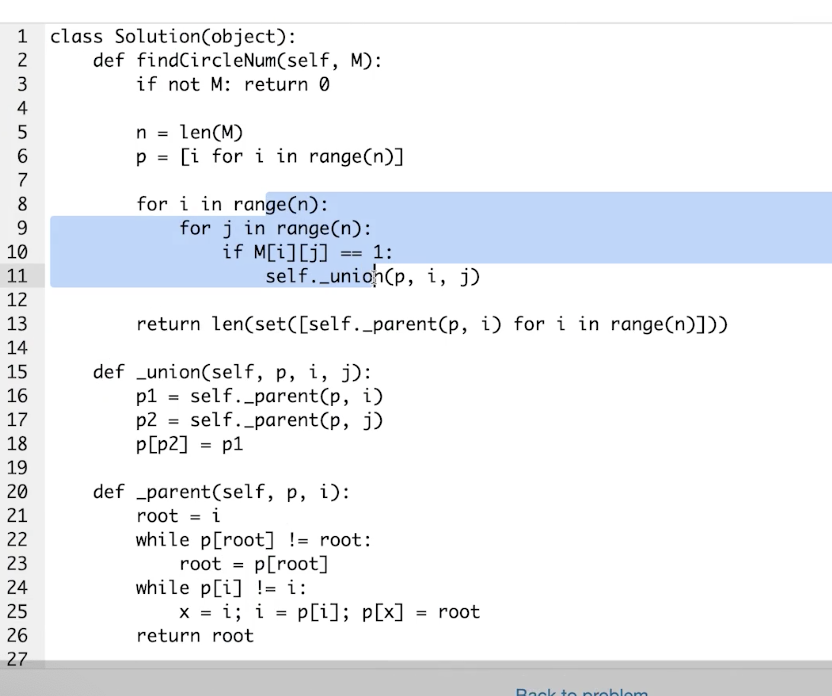 1 class Solution(object):
2     def findCircleNum(self, M):
3         if not M: return 0
4
5         n = len(M)
6         p = [i for i in range(n)]
7
8         for i in range(n):
9             for j in range(n):
10                 if M[i][j] == 1:
11                     self._union(p, i, j)
12
13         return len(set([self._parent(p, i) for i in range(n)]))
14
15     def _union(self, p, i, j):
16         p1 = self._parent(p, i)
17         p2 = self._parent(p, j)
18         p[p2] = p1
19
20     def _parent(self, p, i):
21         root = i
22         while p[root] != root:
23             root = p[root]
24         while p[i] != i:
25             x = i; i = p[i]; p[x] = root
26         return root
27
Back to problem